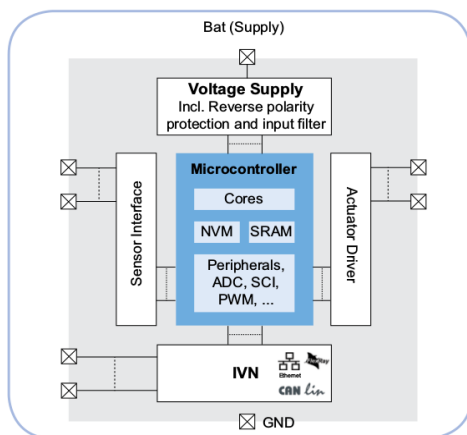 Bat (Supply)
Voltage Supply
Incl. Reverse polarity
protection and input filter
Microcontroller
Cores
NVM
SRAM
Peripherals,
ADC, SCI,
PWM, ...
Sensor Interface
Actuator Driver
IVN
Ethernet
FlexRay
CAN
lin
GND